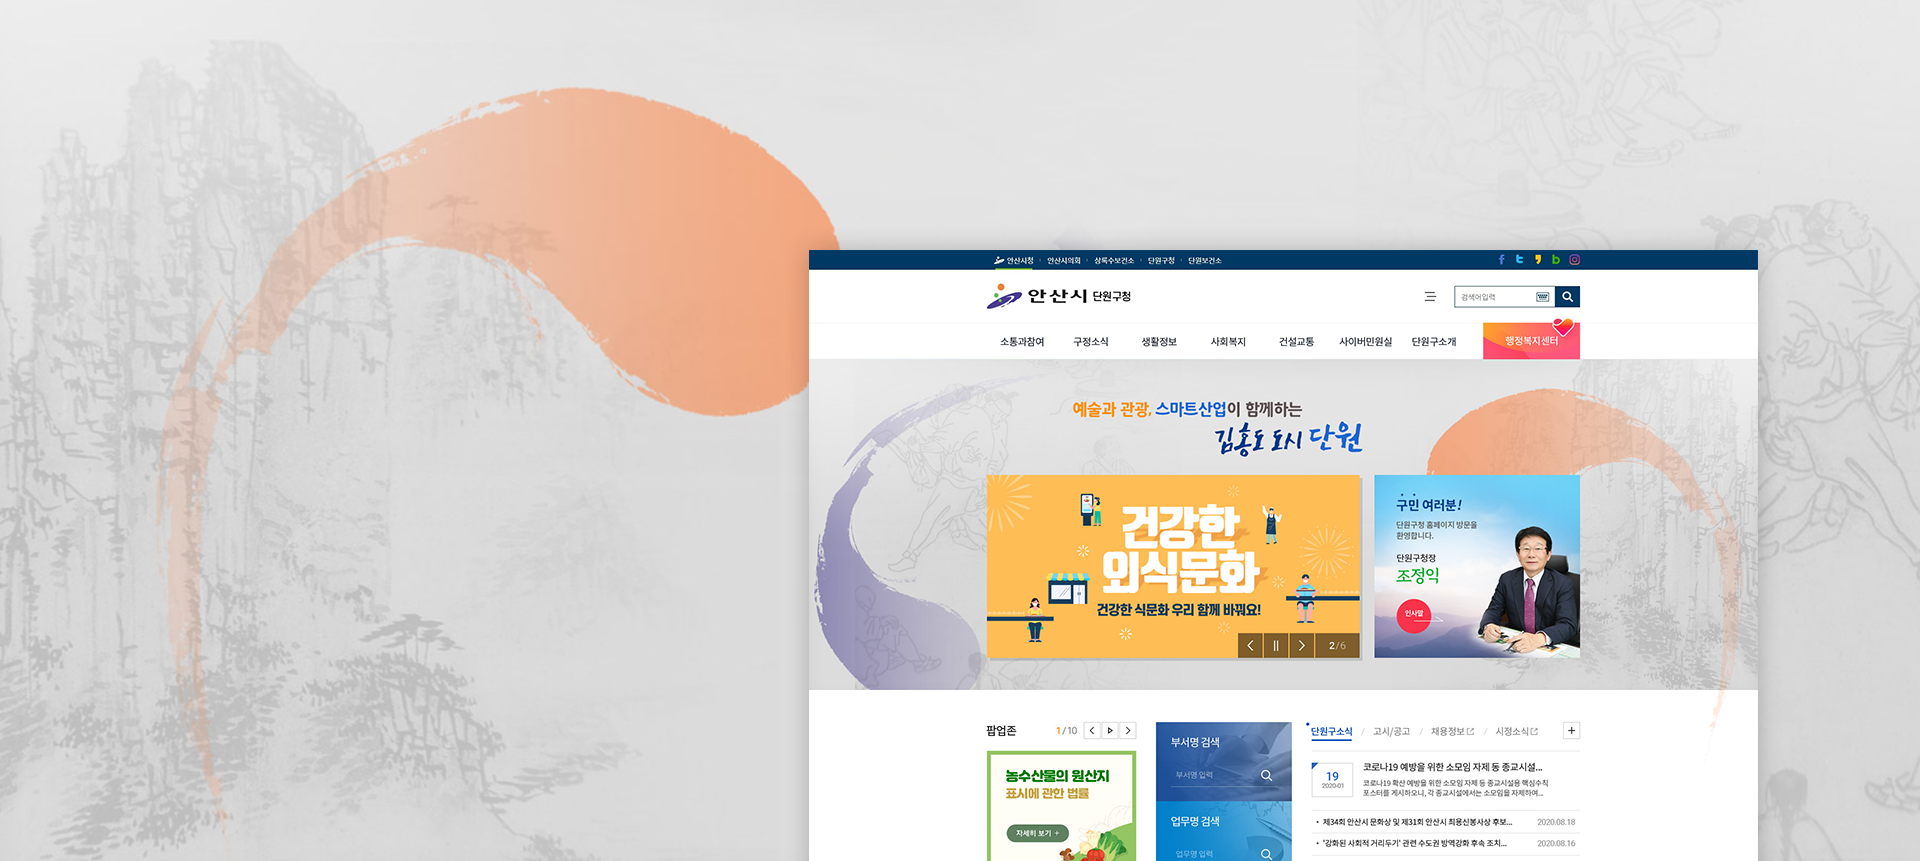 안산시청 안산시의회 상록수보건소 단원구청 단원보건소
안산시 단원구청
검색어입력
소통과참여 구정소식 생활정보 사회복지 건설교통 사이버민원실 단원구소개 행정복지센터
예술과 관광, 스마트산업이 함께하는
김홍도 도시 단원
건강한
외식문화
건강한 식문화 우리 함께 바꿔요!
2/6
구민 여러분!
단원구청 홈페이지 방문을
환영합니다.
단원구청장
조정익
인사말
팝업존 1/10
농수산물의 원산지
표시에 관한 법률
자세히 보기 +
부서명 검색
부서명 입력
업무명 검색
업무명 입력
단원구소식 / 고시/공고 / 채용정보 / 시정소식
19
2020-01
코로나19 예방을 위한 소모임 자제 동 종교시설...
코로나19 확산 예방을 위한 소모임 자제 등 종교시설용 핵심수칙
포스터를 게시하오니, 각 종교시설에서는 소모임을 자제하여...
제34회 안산시 문화상 및 제31회 안산시 최용신봉사상 후보... 2020.08.18
'강화된 사회적 거리두기' 관련 수도권 방역강화 후속 조치... 2020.08.16